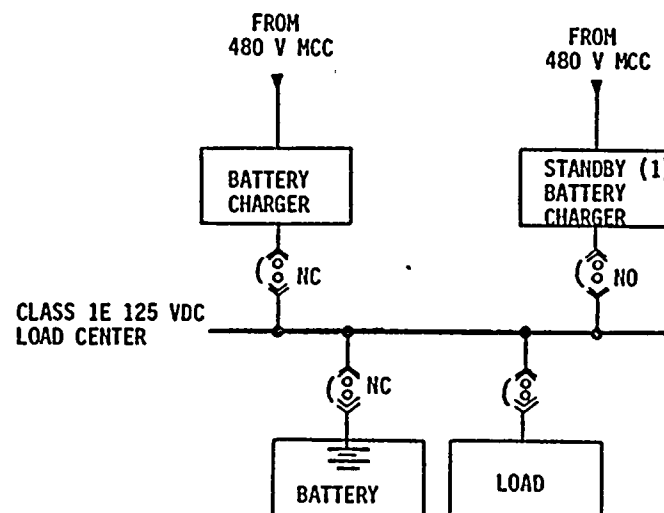 FROM
480 V MCC
FROM
480 V MCC
BATTERY
CHARGER
STANDBY (1)
BATTERY
CHARGER
NC
NO
CLASS 1E 125 VDC
LOAD CENTER
NC
BATTERY
LOAD